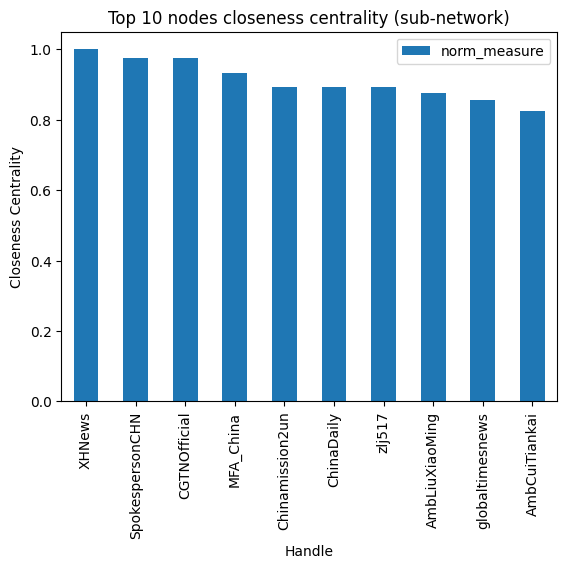 Top 10 nodes closeness centrality (sub-network)
norm_measure
Closeness Centrality
1.0
0.8
0.6
0.4
0.2
0.0
XHNews
SpokespersonCHN
CGTNOfficial
MFA_China
Chinamission2un
ChinaDaily
zlj517
AmbLiuXiaoMing
globaltimesnews
AmbCuiTiankai
Handle